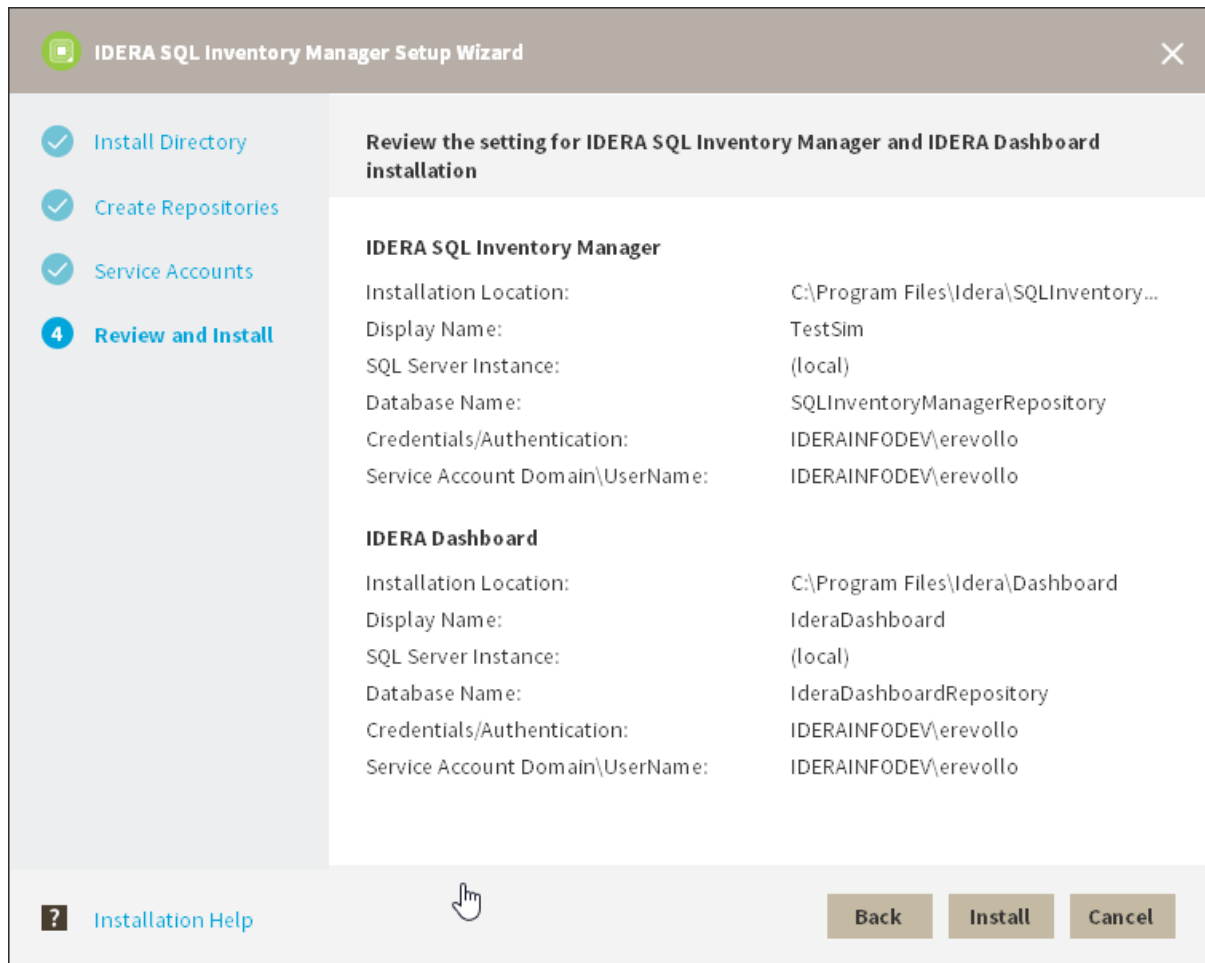 IDERA SQL Inventory Manager Setup Wizard
Install Directory
Create Repositories
Service Accounts
4 Review and Install
Review the setting for IDERA SQL Inventory Manager and IDERA Dashboard
installation
IDERA SQL Inventory Manager
Installation Location: C:\Program Files\Idera\SQLInventory...
Display Name: TestSim
SQL Server Instance: (local)
Database Name: SQLInventoryManagerRepository
Credentials/Authentication: IDERAINFODEV\erevollo
Service Account Domain\UserName: IDERAINFODEV\erevollo
IDERA Dashboard
Installation Location: C:\Program Files\Idera\Dashboard
Display Name: IderaDashboard
SQL Server Instance: (local)
Database Name: IderaDashboardRepository
Credentials/Authentication: IDERAINFODEV\erevollo
Service Account Domain\UserName: IDERAINFODEV\erevollo
? Installation Help
Back Install Cancel